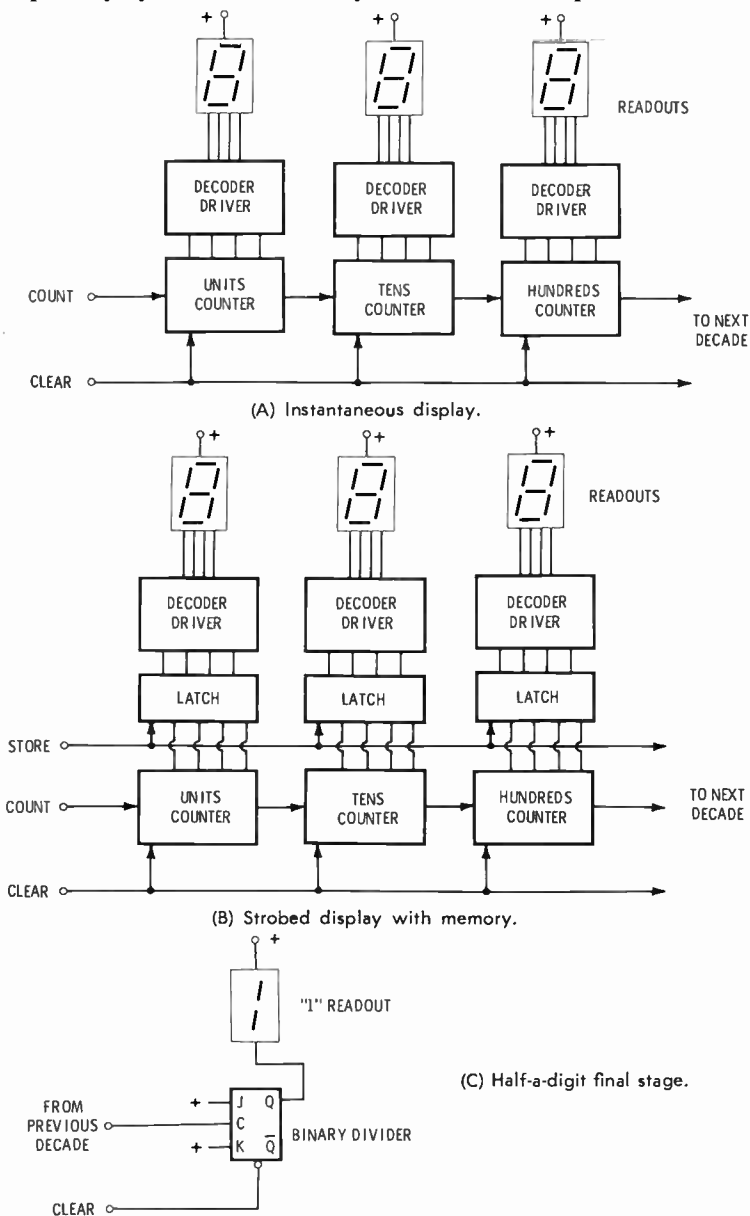 + + +
READOUTS
DECODER DRIVER
DECODER DRIVER
DECODER DRIVER
COUNT
UNITS COUNTER
TENS COUNTER
HUNDREDS COUNTER
TO NEXT DECADE
CLEAR
(A) Instantaneous display.
+ + +
READOUTS
DECODER DRIVER
DECODER DRIVER
DECODER DRIVER
LATCH
LATCH
LATCH
STORE
COUNT
UNITS COUNTER
TENS COUNTER
HUNDREDS COUNTER
TO NEXT DECADE
CLEAR
(B) Strobed display with memory.
+
"1" READOUT
(C) Half-a-digit final stage.
FROM PREVIOUS DECADE
+ J Q
C
+ K Q̅
BINARY DIVIDER
CLEAR